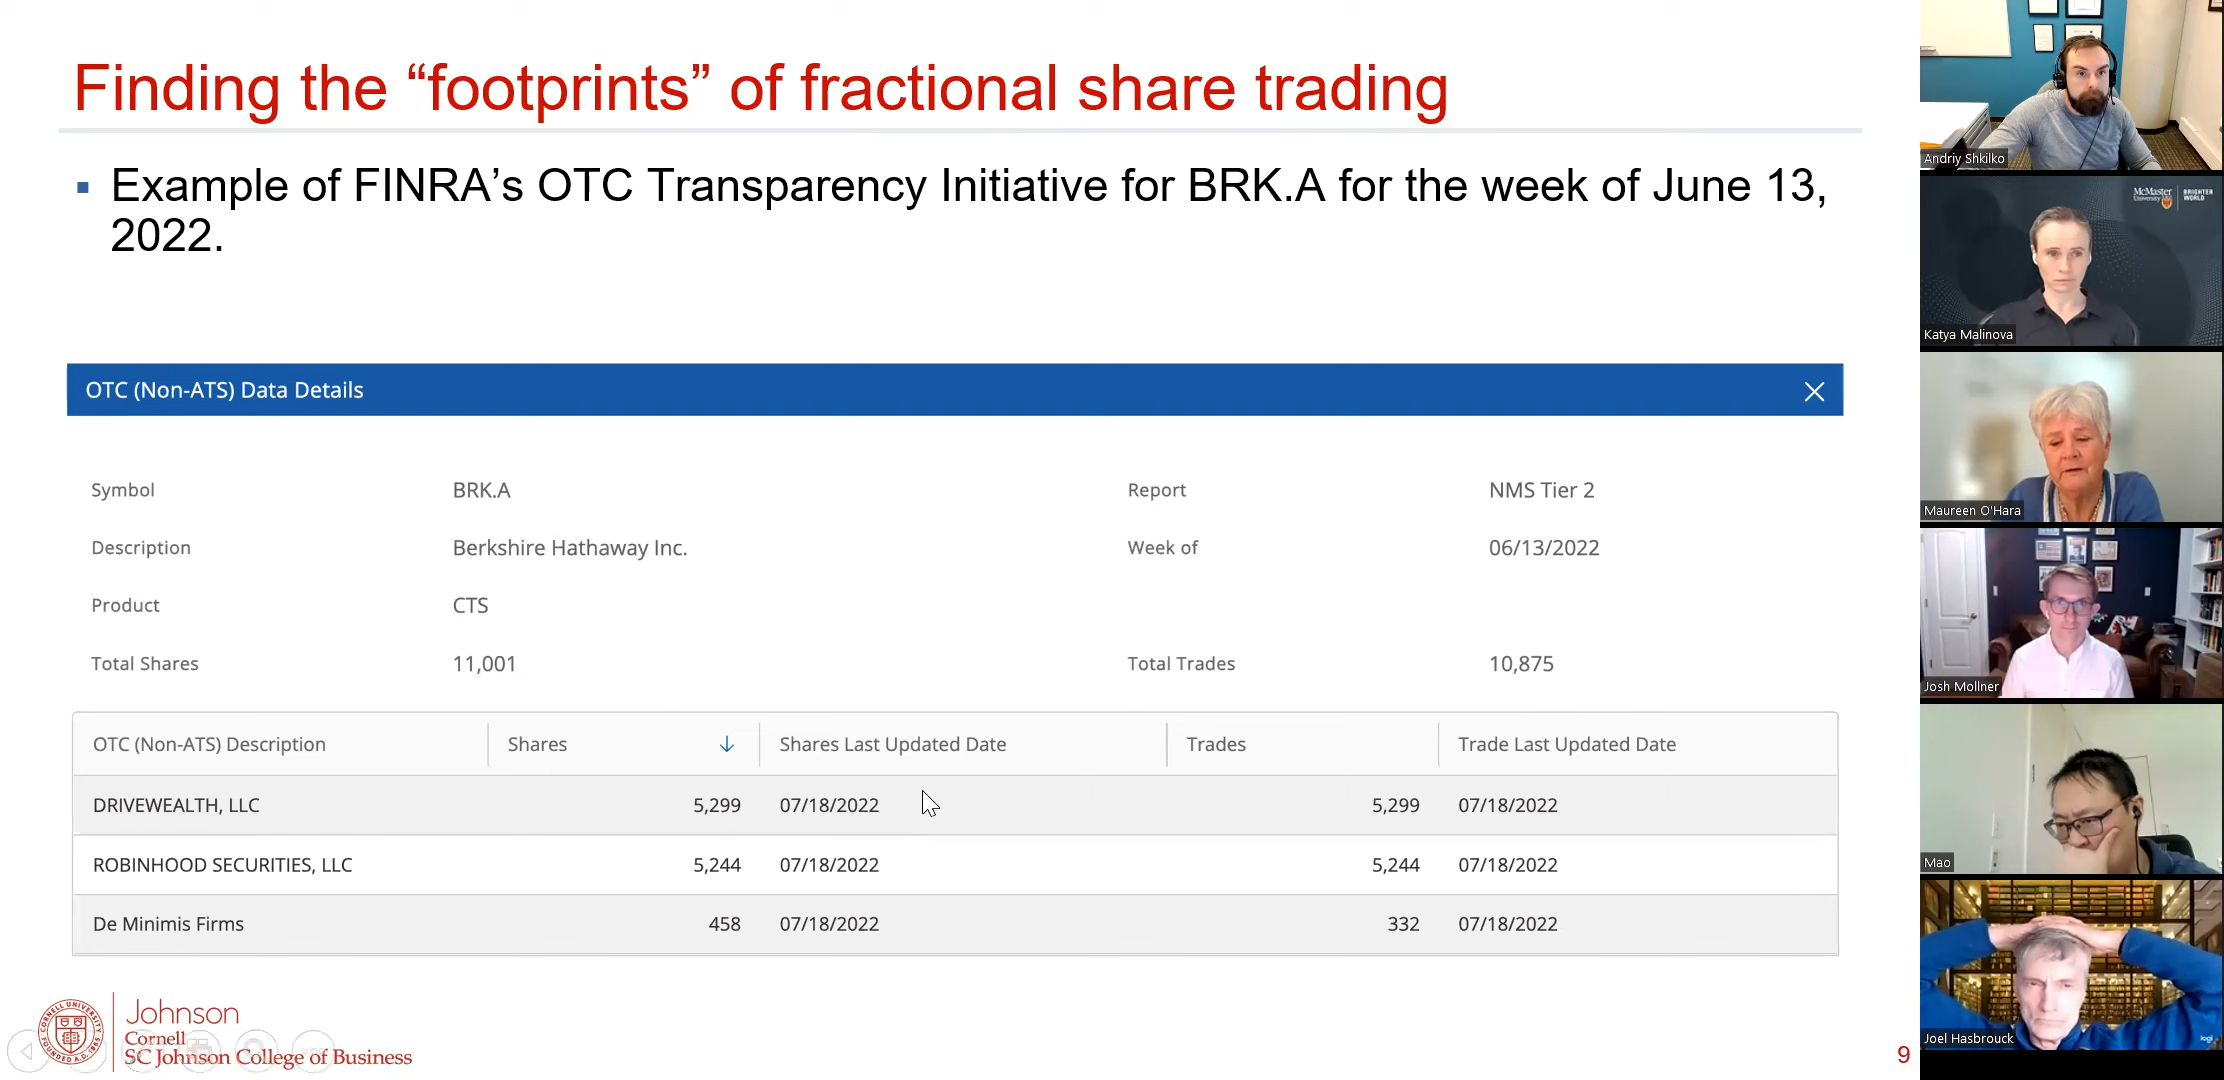 Finding the “footprints” of fractional share trading
Example of FINRA’s OTC Transparency Initiative for BRK.A for the week of June 13,
2022.
OTC (Non-ATS) Data Details
Symbol BRK.A Report NMS Tier 2
Description Berkshire Hathaway Inc. Week of 06/13/2022
Product CTS
Total Shares 11,001 Total Trades 10,875
OTC (Non-ATS) Description Shares Shares Last Updated Date Trades Trade Last Updated Date
DRIVEWEALTH, LLC 5,299 07/18/2022 5,299 07/18/2022
ROBINHOOD SECURITIES, LLC 5,244 07/18/2022 5,244 07/18/2022
De Minimis Firms 458 07/18/2022 332 07/18/2022
Johnson
Cornell
SC Johnson College of Business
9
Andriy Shkilko
McMaster
University
BRIGHTER
WORLD
Katya Malinova
Maureen O'Hara
Josh Mollner
Mao
Joel Hasbrouck
logi